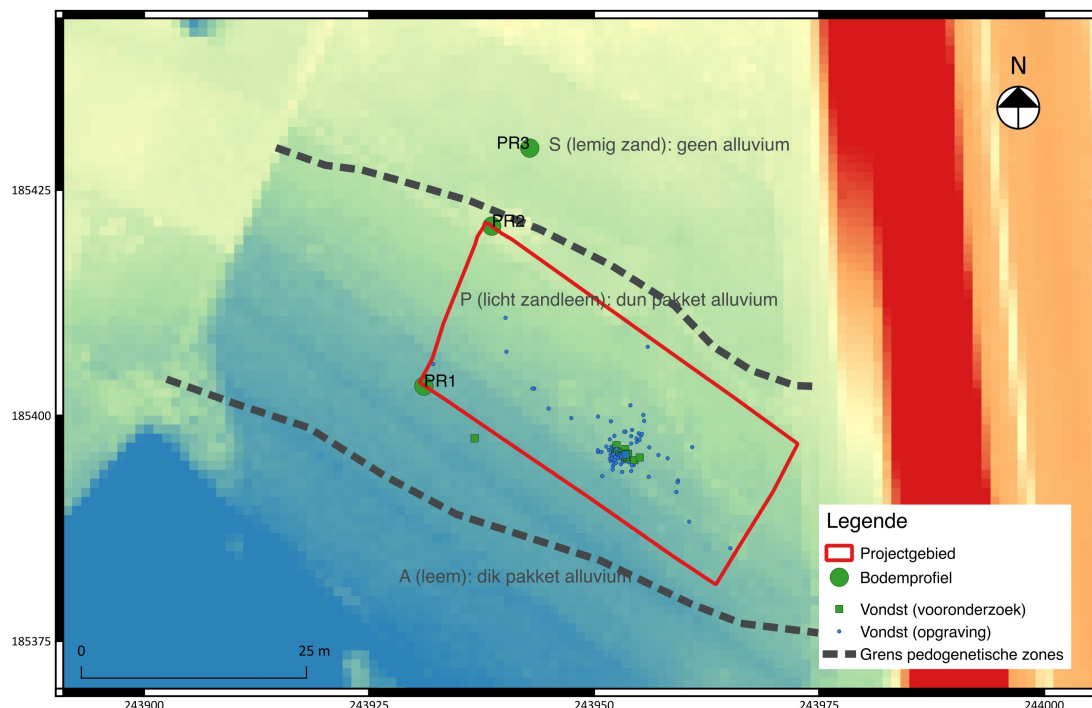 N
PR3
S (lemig zand): geen alluvium
185425
PR2
P (licht zandleem): dun pakket alluvium
PR1
185400
Legende
Projectgebied
Bodemprofiel
A (leem): dik pakket alluvium
Vondst (vooronderzoek)
Vondst (opgraving)
Grens pedogenetische zones
185375
0
25 m
243900
243925
243950
243975
244000